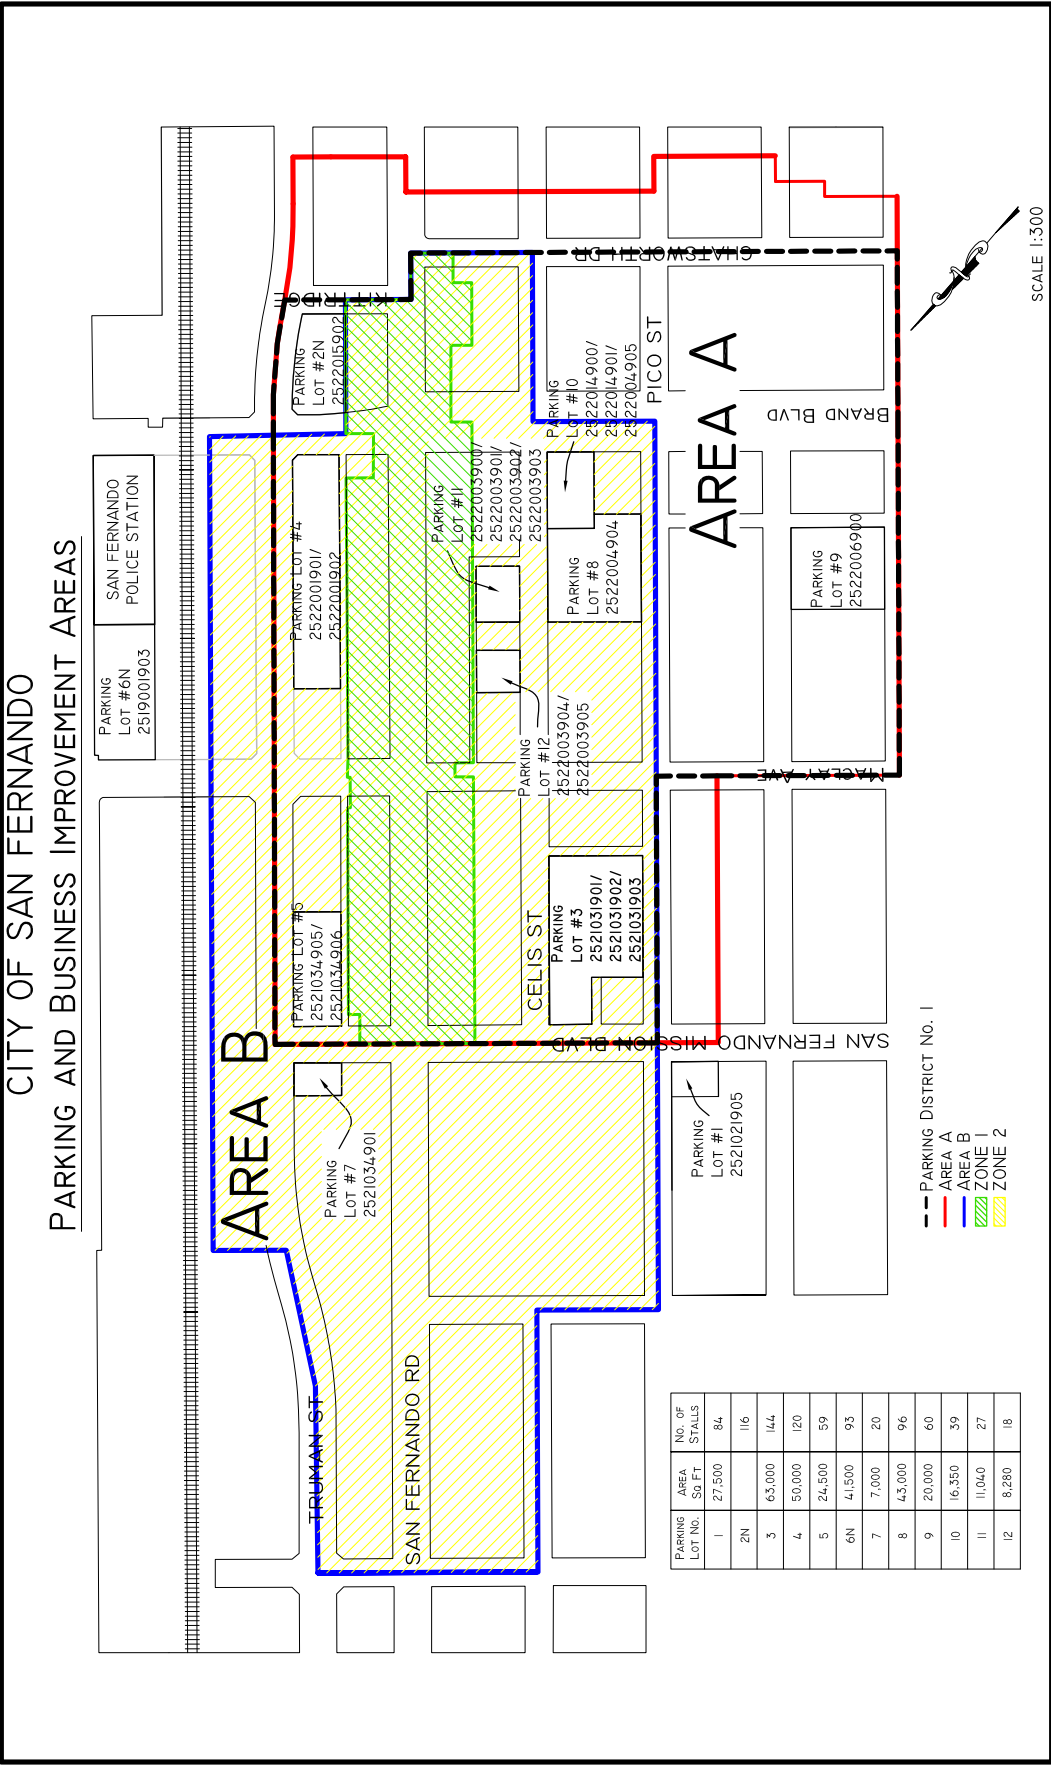 CITY OF SAN FERNANDO
PARKING AND BUSINESS IMPROVEMENT AREAS
PARKING
LOT #6N
2519001903
SAN FERNANDO
POLICE STATION
AREA B
TRUMAN ST
KITTRIDGE
PARKING
LOT #7
2521034901
PARKING LOT #5
2521034905/
2521034906
PARKING LOT #4
2522001901/
2522001902
PARKING
LOT #2N
2522015902
SAN FERNANDO RD
PARKING
LOT #11
2522003900/
2522003901/
2522003902/
2522003903
PARKING
LOT #12
2522003904/
2522003905
CELIS ST
PARKING
LOT #3
2521031901/
2521031902/
2521031903
PARKING
LOT #8
2522004904
PARKING
LOT #10
2522014900/
2522014901/
2522004905
PICO ST
AREA A
CHATSWORTH DR
BRAND BLVD
MACLAY AVE
SAN FERNANDO MISSION BLVD
PARKING
LOT #1
2521021905
PARKING
LOT #9
2522006900
PARKING LOT NO. AREA SQ FT NO. OF STALLS
1 27,500 84
2N 116
3 63,000 144
4 50,000 120
5 24,500 59
6N 41,500 93
7 7,000 20
8 43,000 96
9 20,000 60
10 16,350 39
11 11,040 27
12 8,280 18
PARKING DISTRICT NO. 1
AREA A
AREA B
ZONE 1
ZONE 2
SCALE 1:300